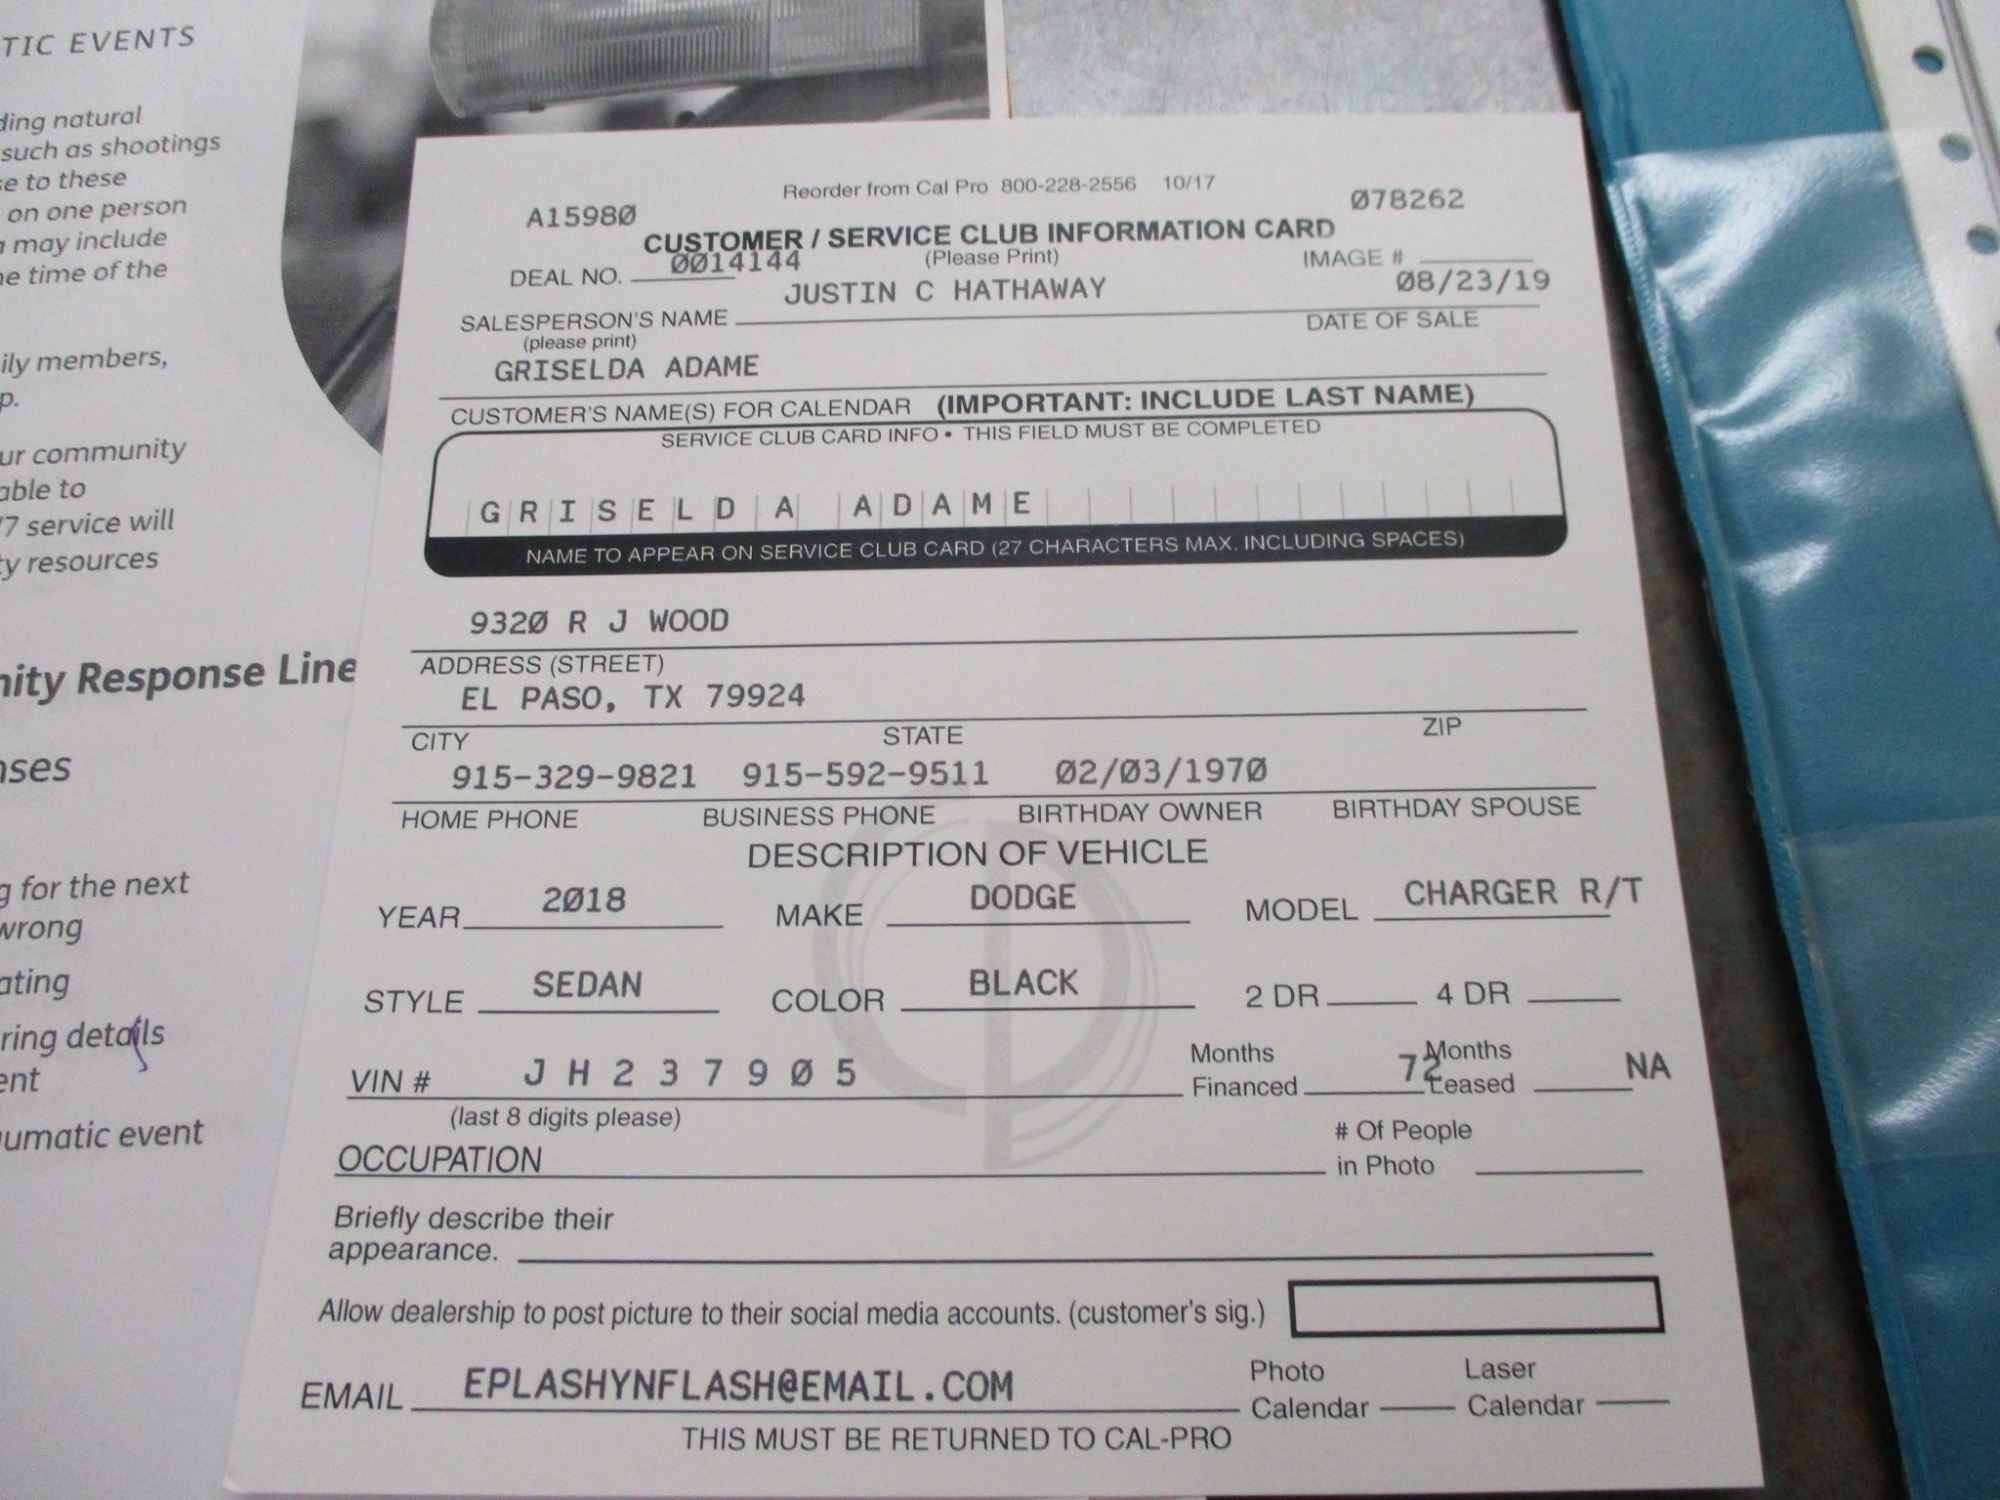 TIC EVENTS
ding natural
such as shootings
se to these
on one person
may include
e time of the
ily members,
p.
ur community
able to
/7 service will
ty resources
nity Response Line
nses
g for the next
wrong
ating
ring details
ent
umatic event
Reorder from Cal Pro 800-228-2556 10/17
A15980 078262
CUSTOMER / SERVICE CLUB INFORMATION CARD
DEAL NO. 0014144 (Please Print) IMAGE #
JUSTIN C HATHAWAY 08/23/19
SALESPERSON'S NAME DATE OF SALE
(please print)
GRISELDA ADAME
CUSTOMER'S NAME(S) FOR CALENDAR (IMPORTANT: INCLUDE LAST NAME)
SERVICE CLUB CARD INFO • THIS FIELD MUST BE COMPLETED
GRISELDA ADAME
NAME TO APPEAR ON SERVICE CLUB CARD (27 CHARACTERS MAX. INCLUDING SPACES)
9320 R J WOOD
ADDRESS (STREET)
EL PASO, TX 79924
CITY STATE ZIP
915-329-9821 915-592-9511 02/03/1970
HOME PHONE BUSINESS PHONE BIRTHDAY OWNER BIRTHDAY SPOUSE
DESCRIPTION OF VEHICLE
YEAR 2018 MAKE DODGE MODEL CHARGER R/T
STYLE SEDAN COLOR BLACK 2 DR 4 DR
VIN # JH237905 Months Financed 72 Months Leased NA
(last 8 digits please)
OCCUPATION # Of People in Photo
Briefly describe their
appearance.
Allow dealership to post picture to their social media accounts. (customer's sig.)
EMAIL EPLASHYNFLASH@EMAIL.COM Photo Calendar Laser Calendar
THIS MUST BE RETURNED TO CAL-PRO